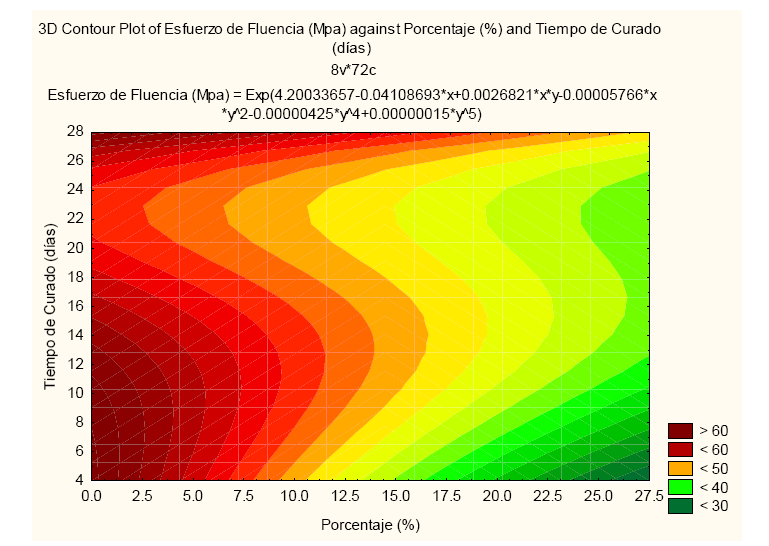 3D Contour Plot of Esfuerzo de Fluencia (Mpa) against Porcentaje (%) and Tiempo de Curado
(días)
8v*72c
Esfuerzo de Fluencia (Mpa) = Exp(4.20033657-0.04108693*x+0.0026821*x*y-0.00005766*x
*y^2-0.00000425*y^4+0.00000015*y^5)
28
26
24
22
20
18
16
14
12
10
8
6
4
Tiempo de Curado (días)
0.0 2.5 5.0 7.5 10.0 12.5 15.0 17.5 20.0 22.5 25.0 27.5
Porcentaje (%)
> 60
< 60
< 50
< 40
< 30